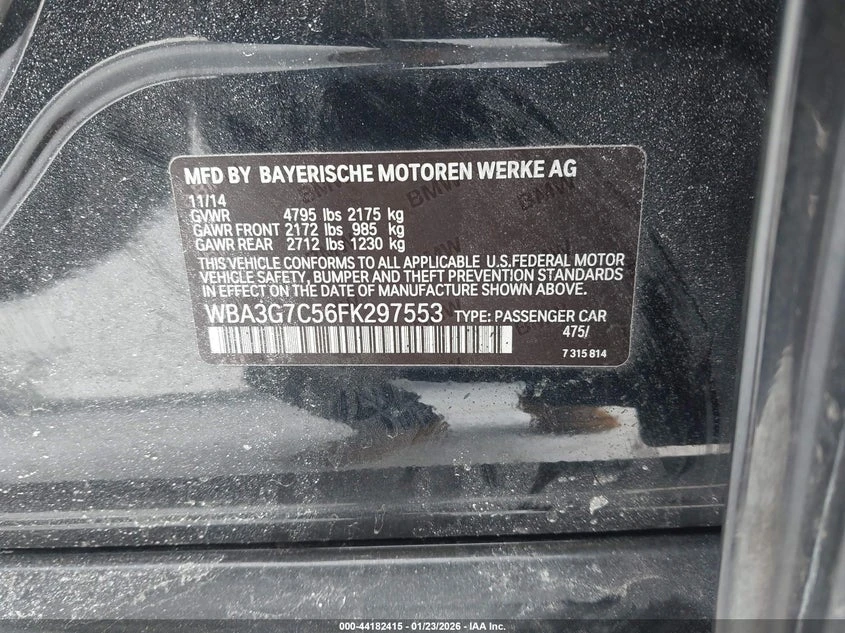 MFD BY BAYERISCHE MOTOREN WERKE AG
11/14
GVWR 4795 lbs 2175 kg
GAWR FRONT 2172 lbs 985 kg
GAWR REAR 2712 lbs 1230 kg
THIS VEHICLE CONFORMS TO ALL APPLICABLE U.S.FEDERAL MOTOR
VEHICLE SAFETY, BUMPER AND THEFT PREVENTION STANDARDS
IN EFFECT ON THE DATE OF MANUFACTURE SHOWN ABOVE.
WBA3G7C56FK297553 TYPE: PASSENGER CAR
475/
7 315 814
000-44182415 - 01/23/2026 - IAA Inc.